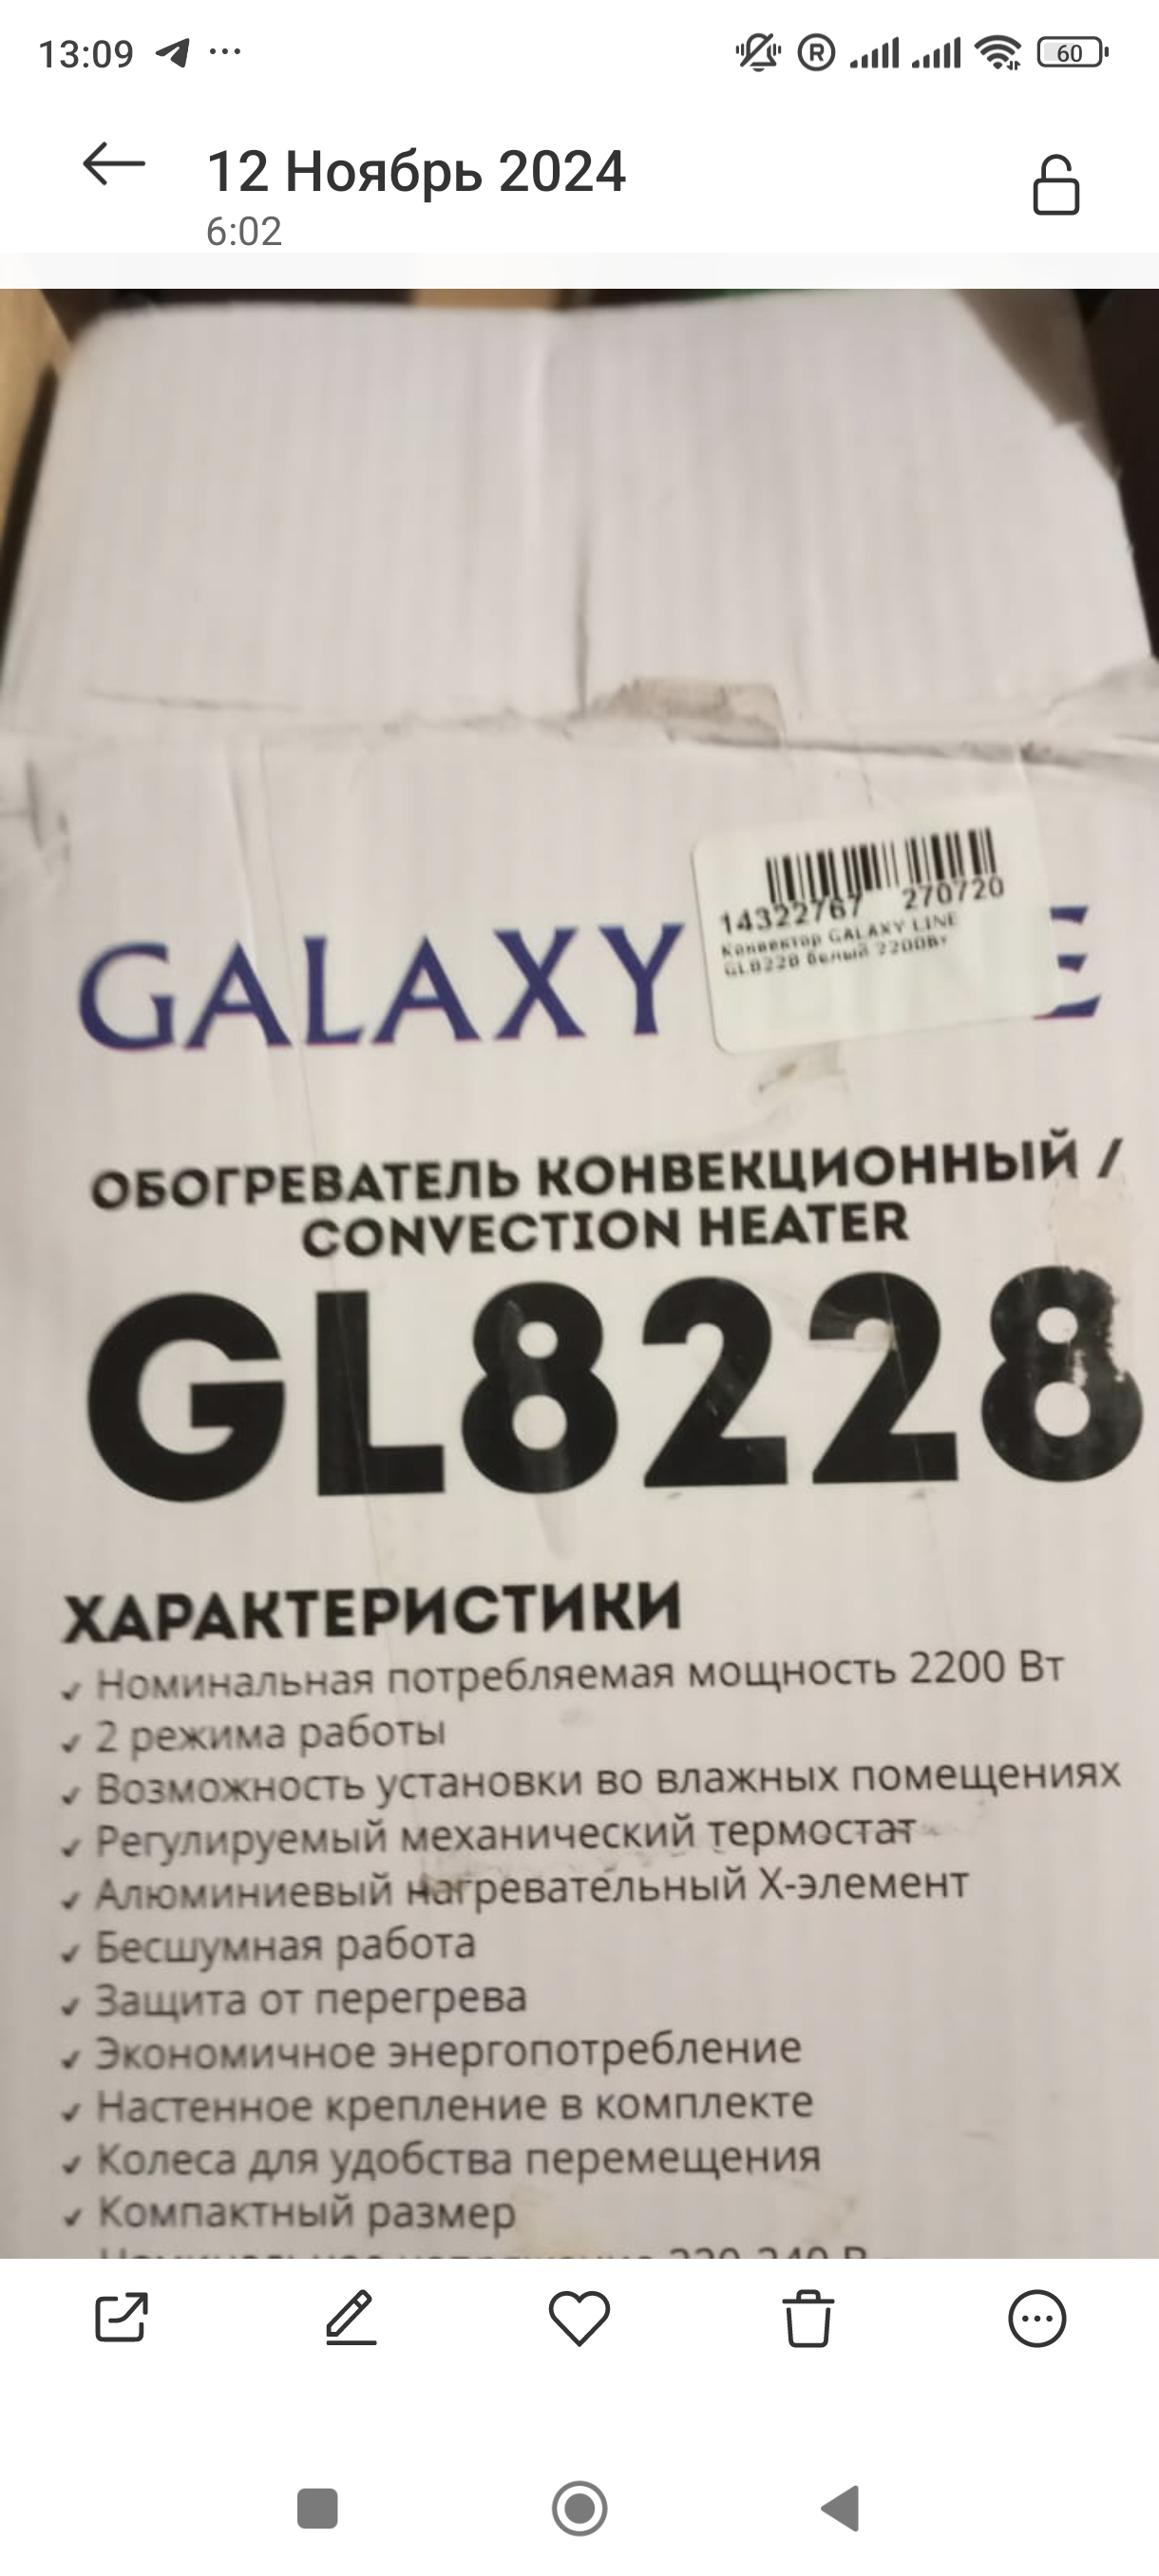 13:09
60
12 Ноябрь 2024
6:02
14322767 270720
Конвектор GALAXY LINE
GL8228 белый 2200Вт
GALAXY E
ОБОГРЕВАТЕЛЬ КОНВЕКЦИОННЫЙ /
CONVECTION HEATER
GL8228
ХАРАКТЕРИСТИКИ
✓ Номинальная потребляемая мощность 2200 Вт
✓ 2 режима работы
✓ Возможность установки во влажных помещениях
✓ Регулируемый механический термостат
✓ Алюминиевый нагревательный Х-элемент
✓ Бесшумная работа
✓ Защита от перегрева
✓ Экономичное энергопотребление
✓ Настенное крепление в комплекте
✓ Колеса для удобства перемещения
✓ Компактный размер